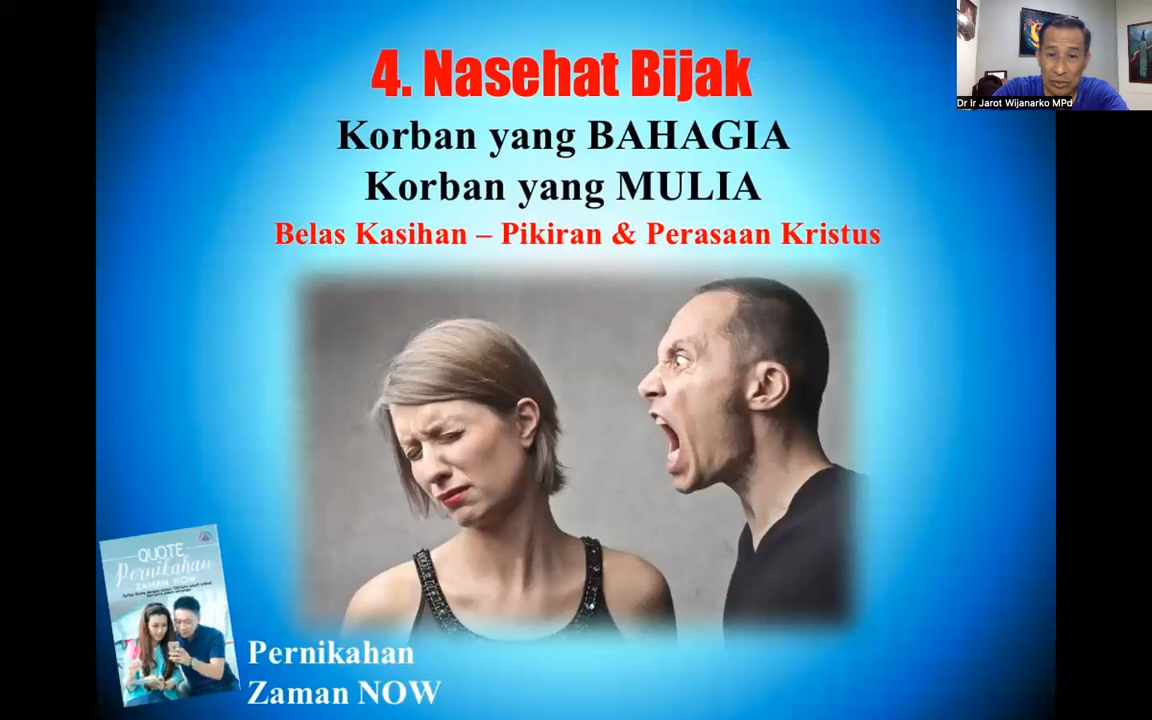 4. Nasehat Bijak
Korban yang BAHAGIA
Korban yang MULIA
Belas Kasihan – Pikiran & Perasaan Kristus
Dr Ir Jarot Wijanarko MPd
QUOTE
Pernikahan
ZAMAN NOW
Pernikahan
Zaman NOW